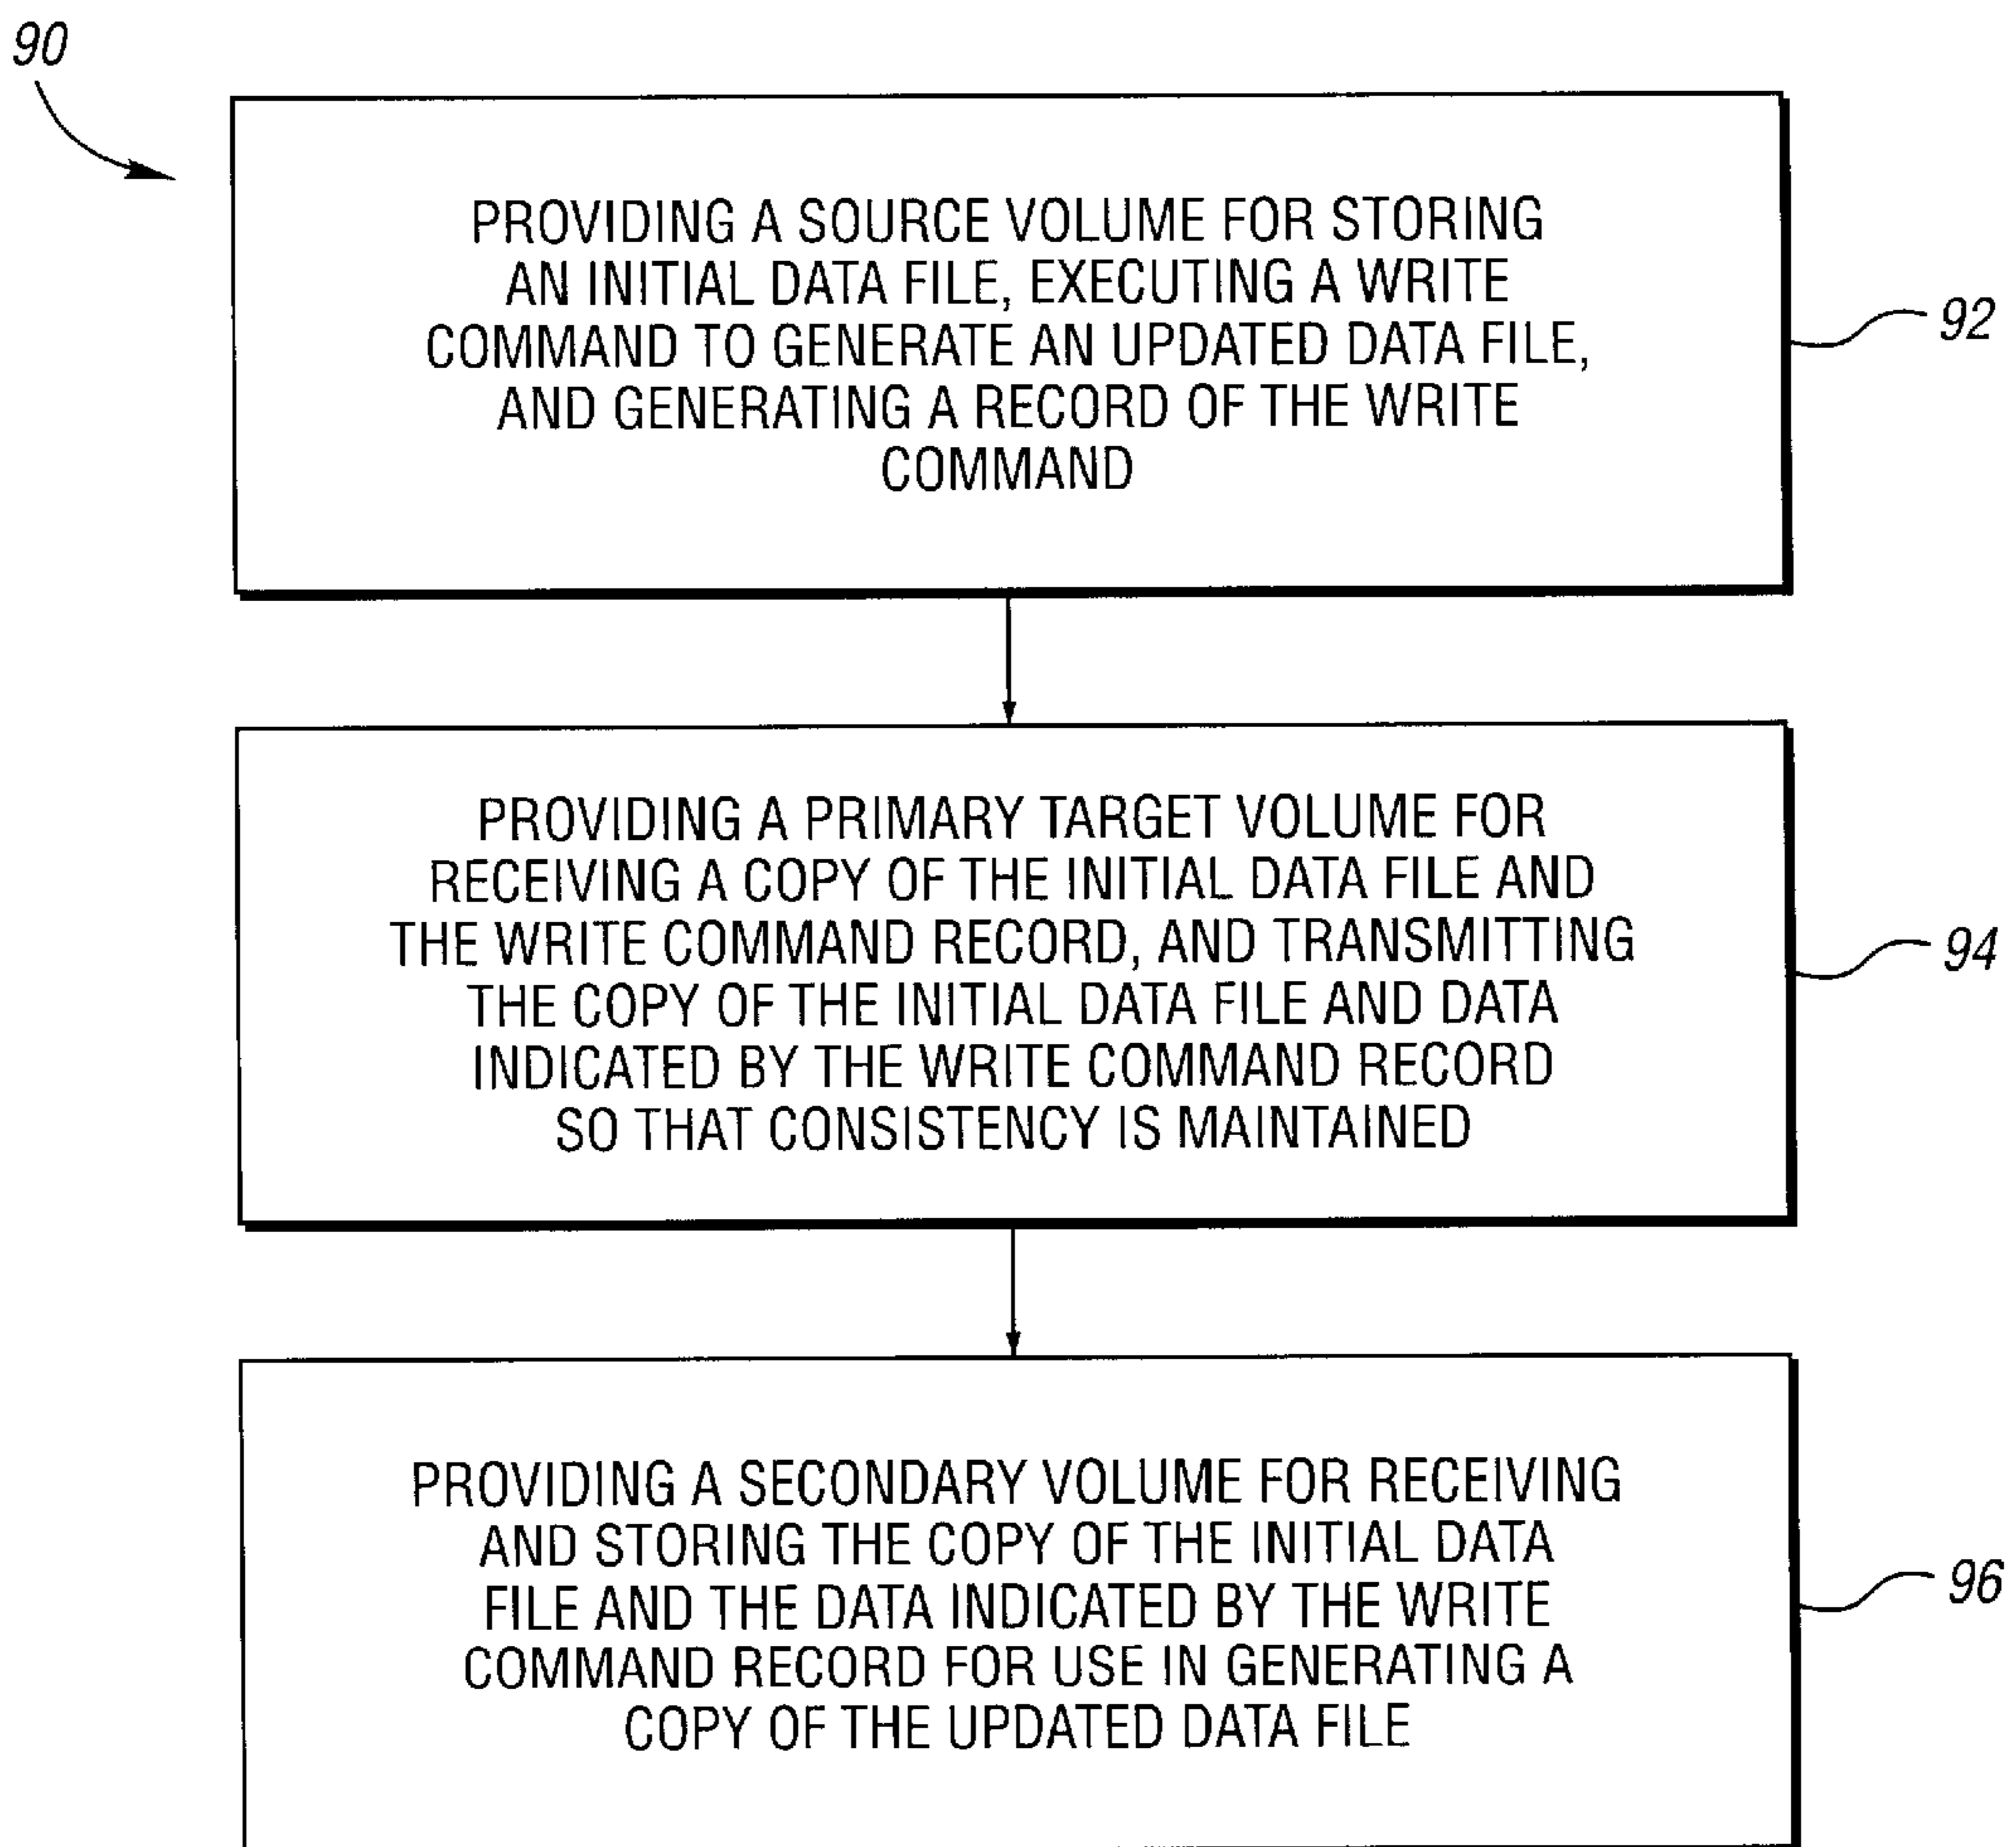 90
PROVIDING A SOURCE VOLUME FOR STORING
AN INITIAL DATA FILE, EXECUTING A WRITE
COMMAND TO GENERATE AN UPDATED DATA FILE,
AND GENERATING A RECORD OF THE WRITE
COMMAND
92
PROVIDING A PRIMARY TARGET VOLUME FOR
RECEIVING A COPY OF THE INITIAL DATA FILE AND
THE WRITE COMMAND RECORD, AND TRANSMITTING
THE COPY OF THE INITIAL DATA FILE AND DATA
INDICATED BY THE WRITE COMMAND RECORD
SO THAT CONSISTENCY IS MAINTAINED
94
PROVIDING A SECONDARY VOLUME FOR RECEIVING
AND STORING THE COPY OF THE INITIAL DATA
FILE AND THE DATA INDICATED BY THE WRITE
COMMAND RECORD FOR USE IN GENERATING A
COPY OF THE UPDATED DATA FILE
96